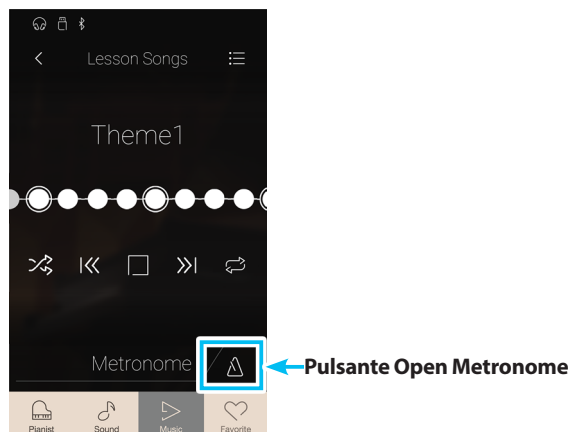 Lesson Songs
Theme1
Metronome
Pulsante Open Metronome
Pianist Sound Music Favorite